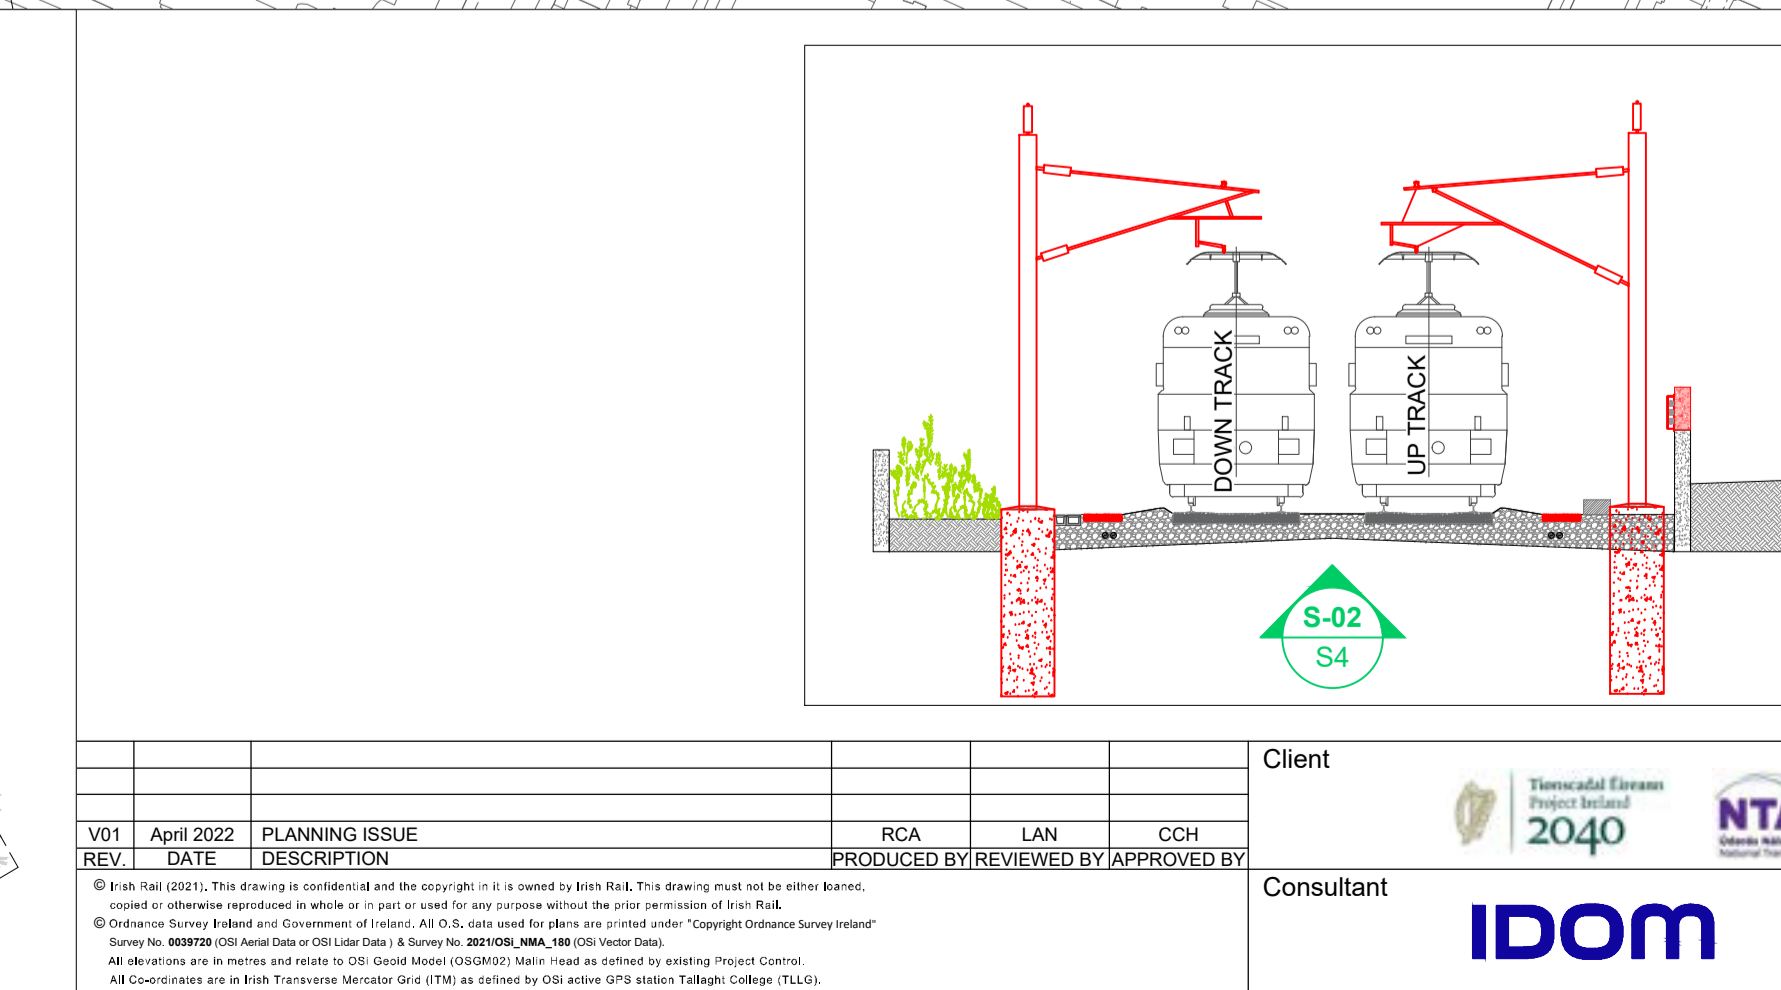 DOWN TRACK
UP TRACK
S-02
S4
V01 April 2022 PLANNING ISSUE RCA LAN CCH
REV. DATE DESCRIPTION PRODUCED BY REVIEWED BY APPROVED BY
Client
Tionscadal Éireann
Project Ireland
2040
NTA
National
Consultant
IDOM
© Irish Rail (2021). This drawing is confidential and the copyright in it is owned by Irish Rail. This drawing must not be either loaned,
copied or otherwise reproduced in whole or in part or used for any purpose without the prior permission of Irish Rail.
© Ordnance Survey Ireland and Government of Ireland. All O.S. data used for plans are printed under "Copyright Ordnance Survey Ireland"
Survey No. 0039720 (OSI Aerial Data or OSI Lidar Data ) & Survey No. 2021/OSi_NMA_180 (OSi Vector Data).
All elevations are in metres and relate to OSi Geoid Model (OSGM02) Malin Head as defined by existing Project Control.
All Co-ordinates are in Irish Transverse Mercator Grid (ITM) as defined by OSi active GPS station Tallaght College (TLLG).